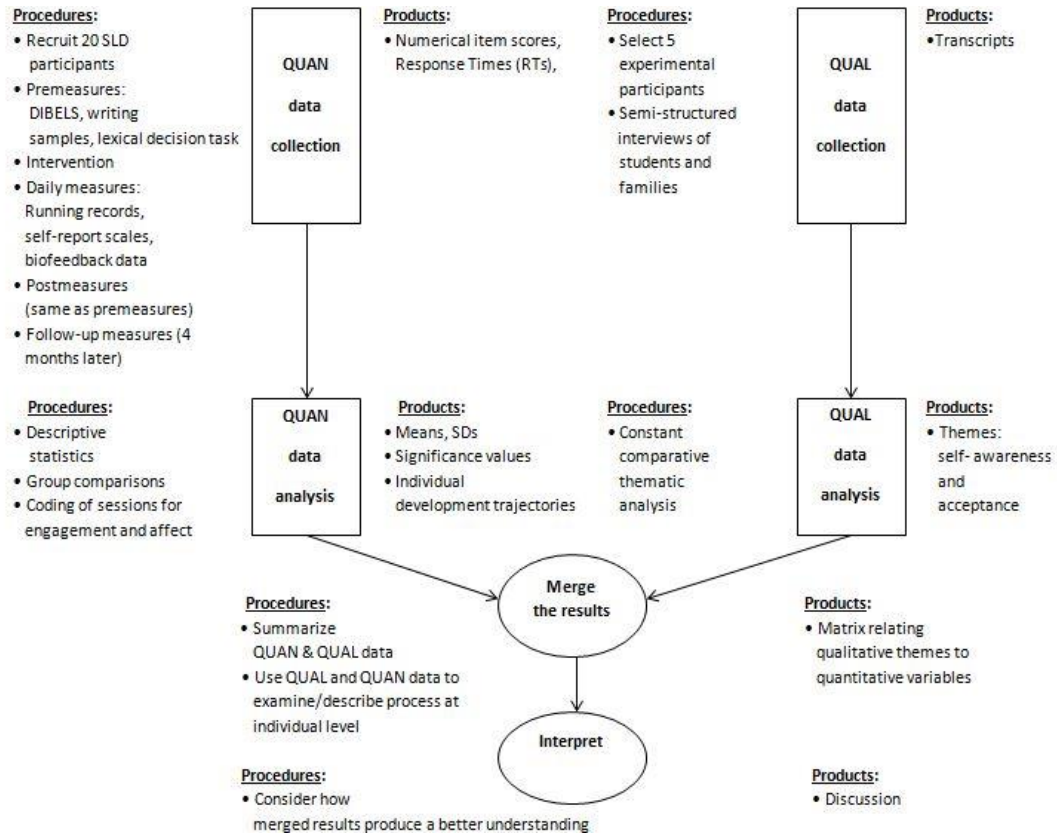 Procedures:
• Recruit 20 SLD
participants
• Premeasures:
DIBELS, writing
samples, lexical decision task
• Intervention
• Daily measures:
Running records,
self-report scales,
biofeedback data
• Postmeasures
(same as premeasures)
• Follow-up measures (4
months later)
QUAN
data
collection
Products:
• Numerical item scores,
Response Times (RTs),
Procedures:
• Select 5
experimental
participants
• Semi-structured
interviews of
students and
families
QUAL
data
collection
Products:
•Transcripts
Procedures:
• Descriptive
statistics
• Group comparisons
• Coding of sessions for
engagement and affect
QUAN
data
analysis
Products:
• Means, SDs
• Significance values
• Individual
development trajectories
Procedures:
• Constant
comparative
thematic
analysis
QUAL
data
analysis
Products:
• Themes:
self- awareness
and
acceptance
Merge
the results
Procedures:
• Summarize
QUAN & QUAL data
• Use QUAL and QUAN data to
examine/describe process at
individual level
Products:
• Matrix relating
qualitative themes to
quantitative variables
Interpret
Procedures:
• Consider how
merged results produce a better understanding
Products:
• Discussion